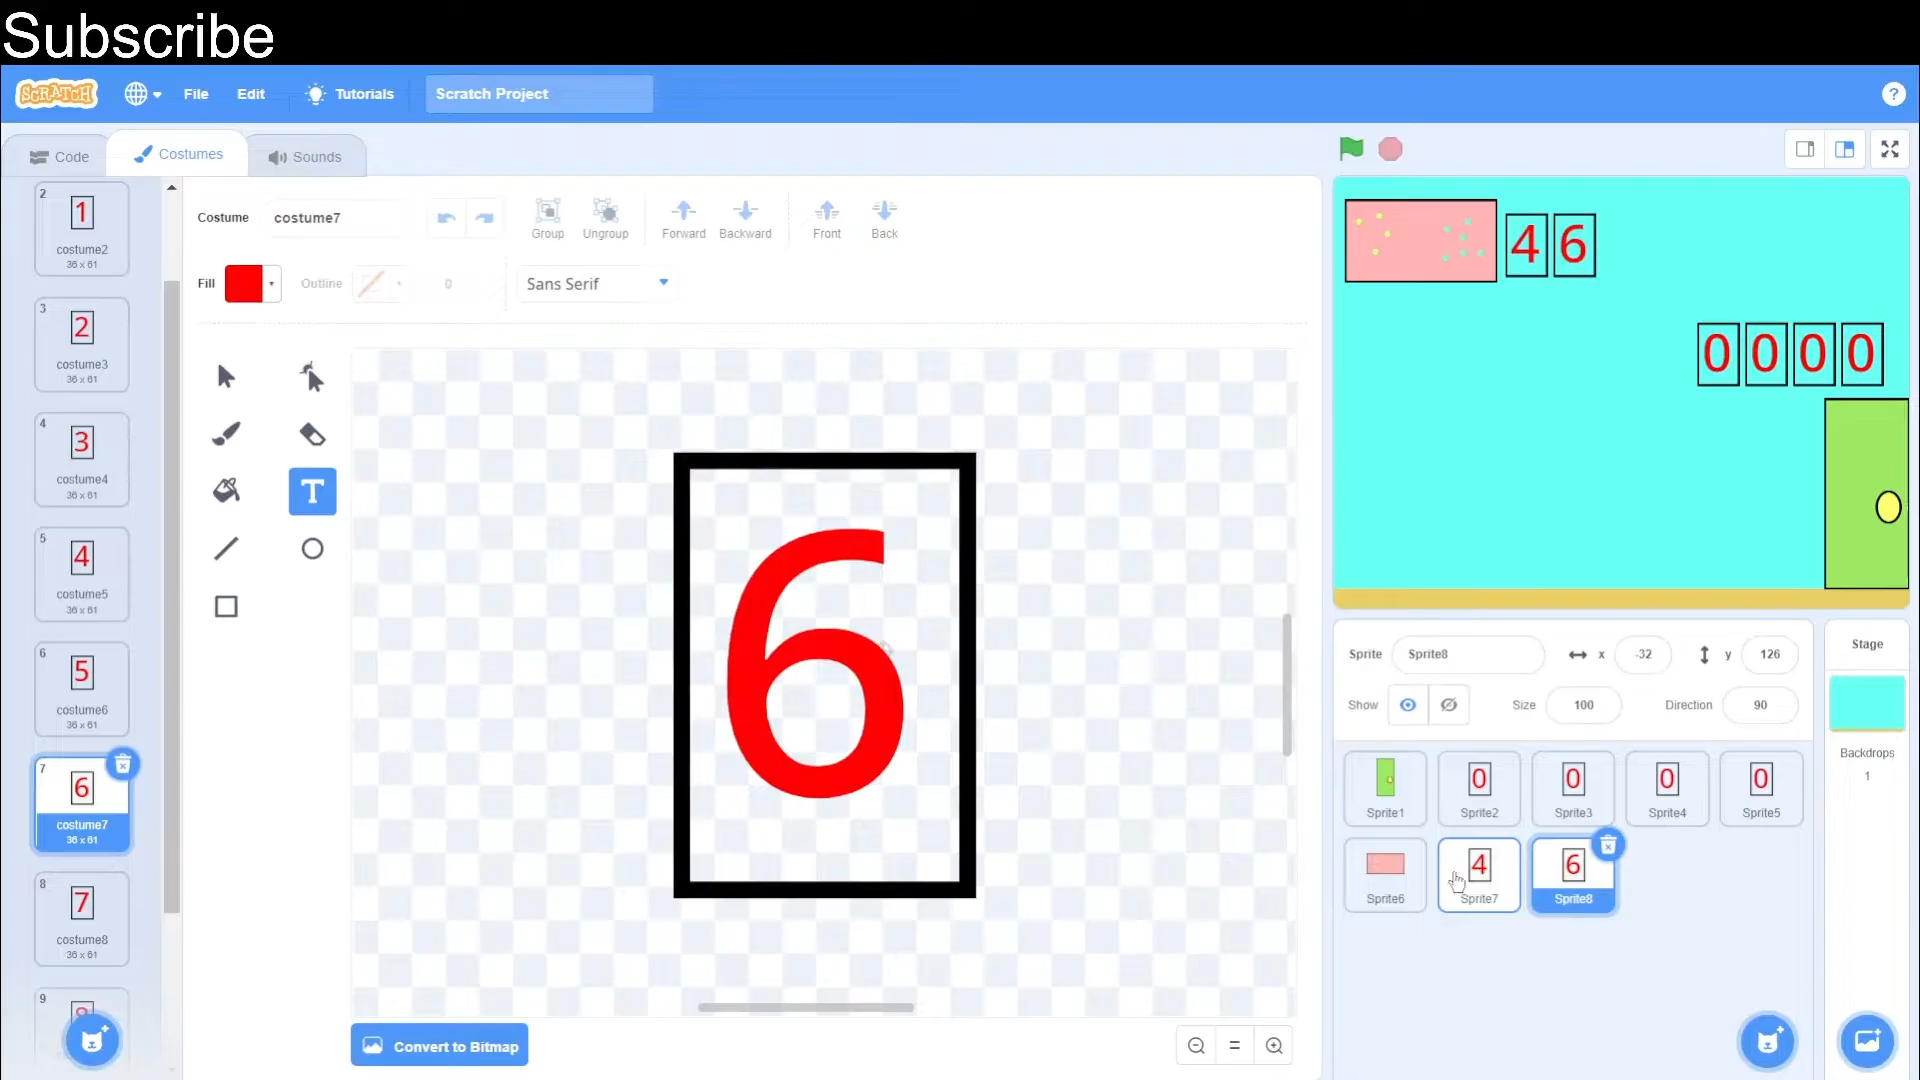 Subscribe
SCRATCH
File
Edit
Tutorials
Scratch Project
?
Code
Costumes
Sounds
Costume
costume7
Group
Ungroup
Forward
Backward
Front
Back
Fill
Outline
0
Sans Serif
2
1
costume2
36 x 61
3
2
costume3
36 x 61
4
3
costume4
36 x 61
5
4
costume5
36 x 61
6
5
costume6
36 x 61
7
6
costume7
36 x 61
8
7
costume8
36 x 61
9
T
6
Convert to Bitmap
=
4 6
0 0 0 0
Sprite
Sprite8
x
-32
y
126
Show
Size
100
Direction
90
0
0
0
0
Sprite1
Sprite2
Sprite3
Sprite4
Sprite5
4
6
Sprite6
Sprite7
Sprite8
Stage
Backdrops
1